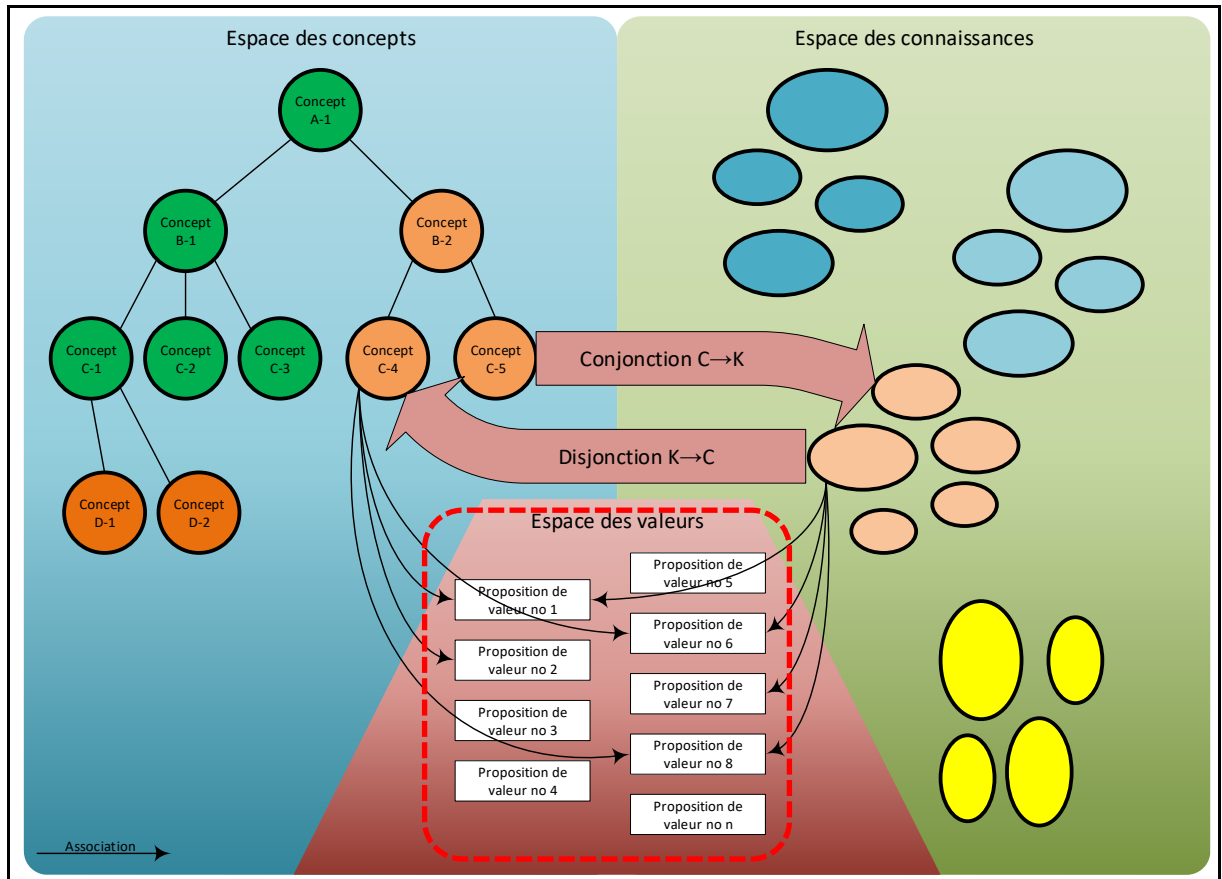 Espace des concepts
Espace des connaissances
Concept
A-1
Concept
B-1
Concept
B-2
Concept
C-1
Concept
C-2
Concept
C-3
Concept
C-4
Concept
C-5
Conjonction C→K
Disjonction K→C
Concept
D-1
Concept
D-2
Espace des valeurs
Proposition de
valeur no 1
Proposition de
valeur no 2
Proposition de
valeur no 3
Proposition de
valeur no 4
Proposition de
valeur no 5
Proposition de
valeur no 6
Proposition de
valeur no 7
Proposition de
valeur no 8
Proposition de
valeur no n
Association